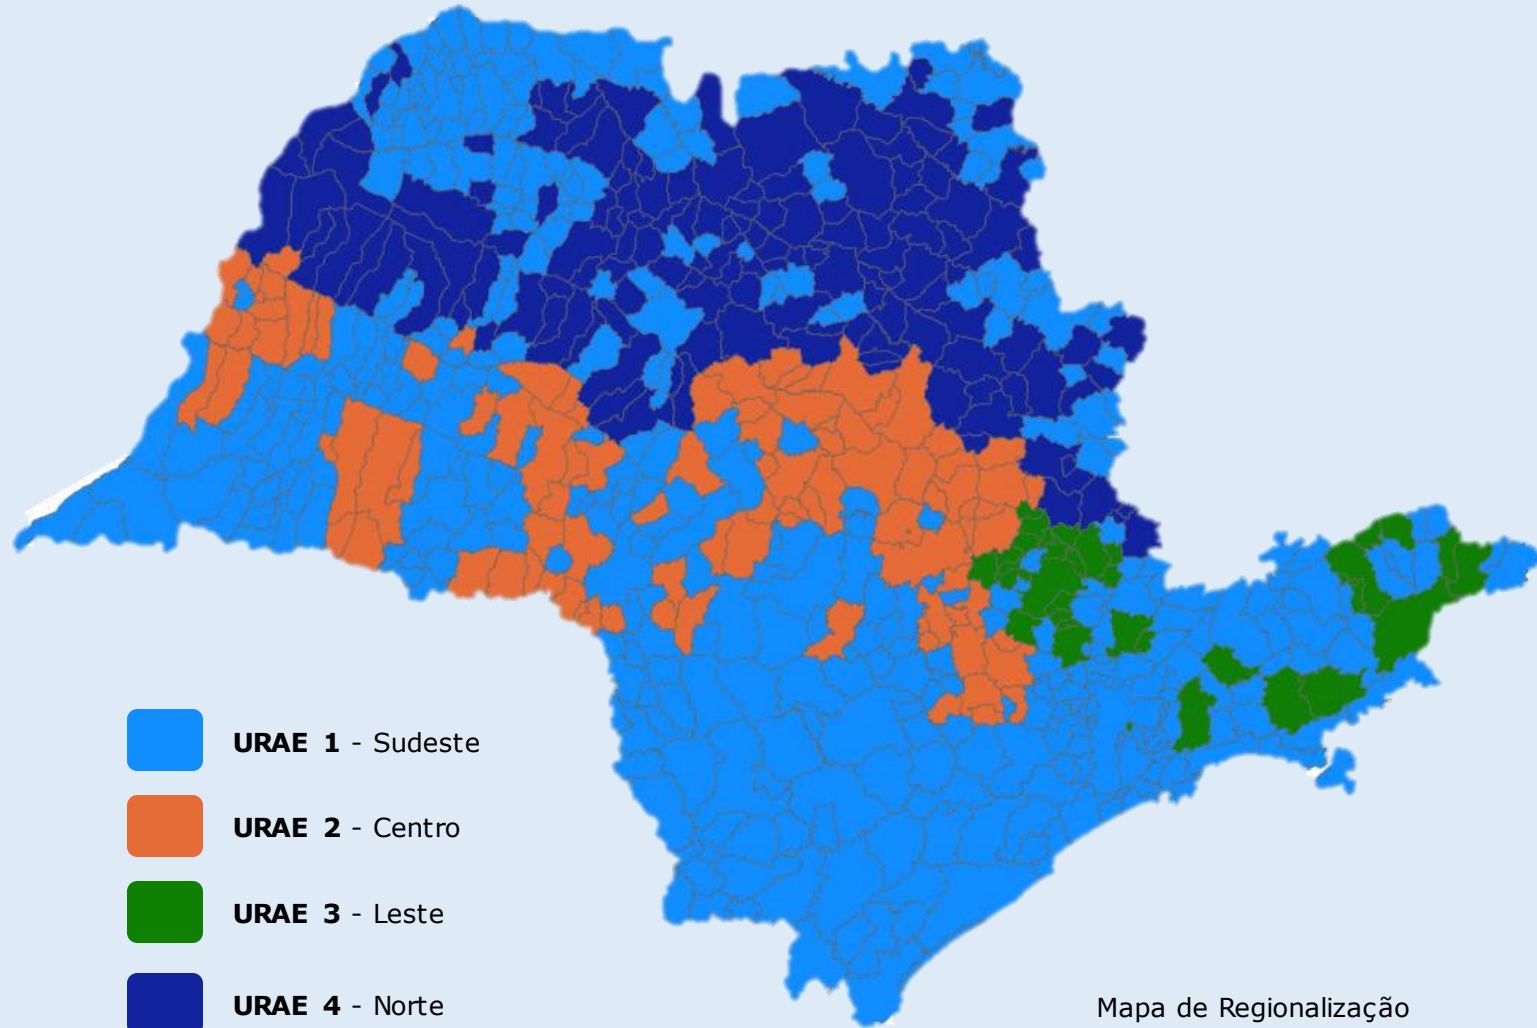 URAE 1 - Sudeste
URAE 2 - Centro
URAE 3 - Leste
URAE 4 - Norte
Mapa de Regionalização